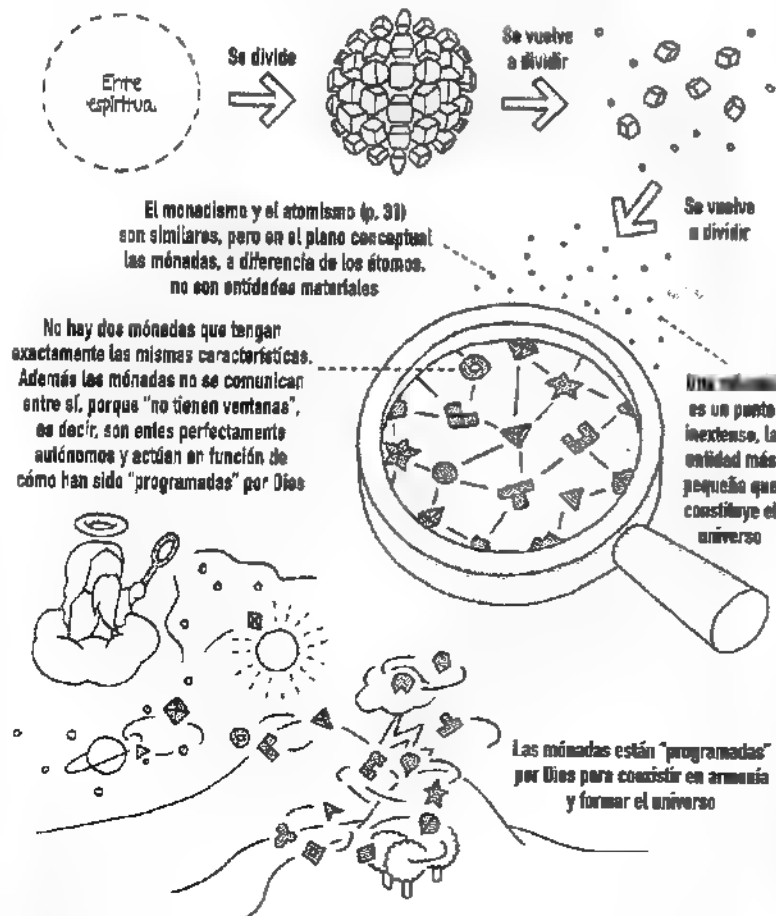 Entre
espiritua.
Se divide
Se vuelve
a dividir
Se vuelve
a dividir
El monadismo y el atomismo (p. 31)
son similares, pero en el plano conceptual
las mónadas, a diferencia de los átomos,
no son entidades materiales
No hay dos mónadas que tengan
exactamente las mismas características.
Además las mónadas no se comunican
entre sí, porque "no tienen ventanas",
es decir, son entes perfectamente
autónomos y actúan en función de
cómo han sido "programadas" por Dios
Una
es un punto
inextenso, la
entidad más
pequeña que
constituye el
universo
Las mónadas están "programadas"
por Dios para coexistir en armonía
y formar el universo